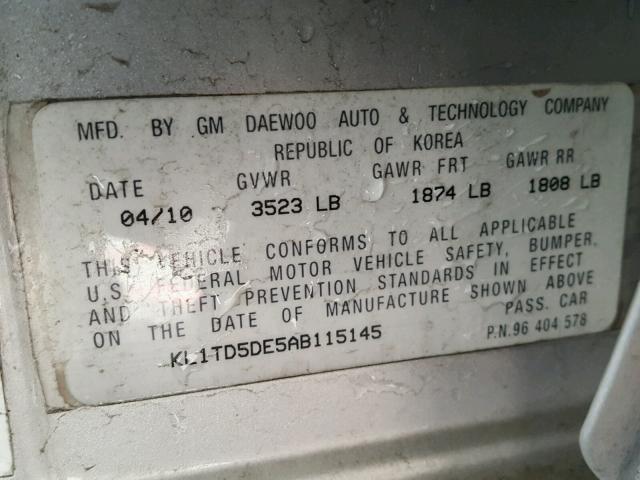 MFD. BY GM DAEWOO AUTO & TECHNOLOGY COMPANY
REPUBLIC OF KOREA
DATE GVWR GAWR FRT GAWR RR
04/10 3523 LB 1874 LB 1808 LB
THIS VEHICLE CONFORMS TO ALL APPLICABLE
U.S. FEDERAL MOTOR VEHICLE SAFETY, BUMPER,
AND THEFT PREVENTION STANDARDS IN EFFECT
ON THE DATE OF MANUFACTURE SHOWN ABOVE
PASS. CAR
KL1TD5DE5AB115145 P.N.96 404 578